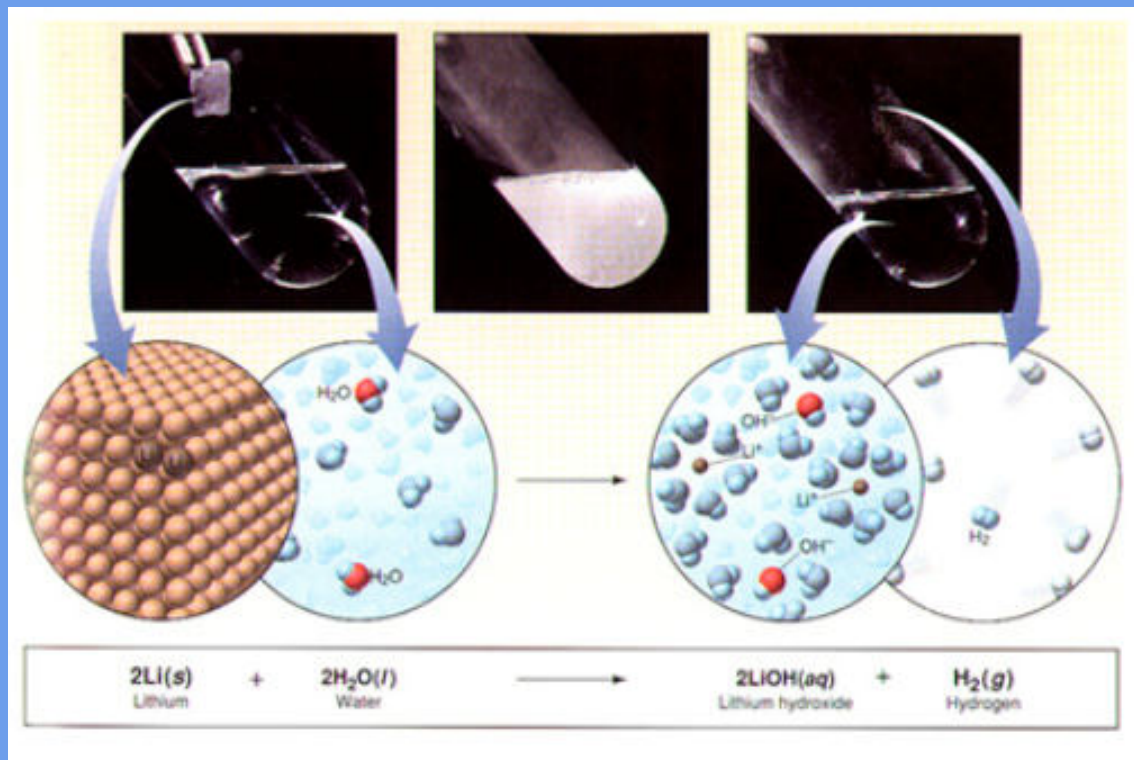 H₂O
H₂O
OH⁻
Li⁺
Li⁺
OH⁻
H₂
2Li(s) + 2H₂O(l) ⟶ 2LiOH(aq) + H₂(g)
Lithium Water Lithium hydroxide Hydrogen